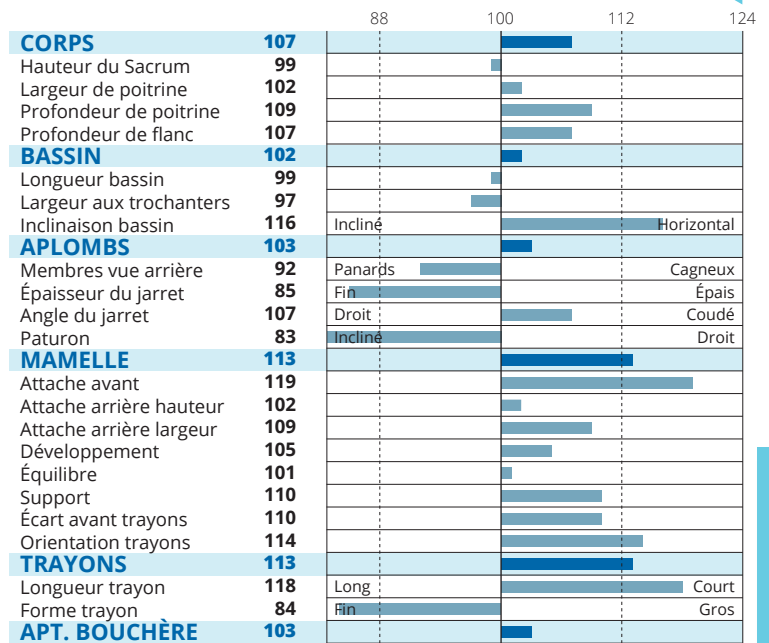 88 100 112 124
CORPS 107
Hauteur du Sacrum 99
Largeur de poitrine 102
Profondeur de poitrine 109
Profondeur de flanc 107
BASSIN 102
Longueur bassin 99
Largeur aux trochanters 97
Inclinaison bassin 116 Incliné Horizontal
APLOMBS 103
Membres vue arrière 92 Panards Cagneux
Épaisseur du jarret 85 Fin Épais
Angle du jarret 107 Droit Coudé
Paturon 83 Incliné Droit
MAMELLE 113
Attache avant 119
Attache arrière hauteur 102
Attache arrière largeur 109
Développement 105
Équilibre 101
Support 110
Écart avant trayons 110
Orientation trayons 114
TRAYONS 113
Longueur trayon 118 Long Court
Forme trayon 84 Fin Gros
APT. BOUCHÈRE 103